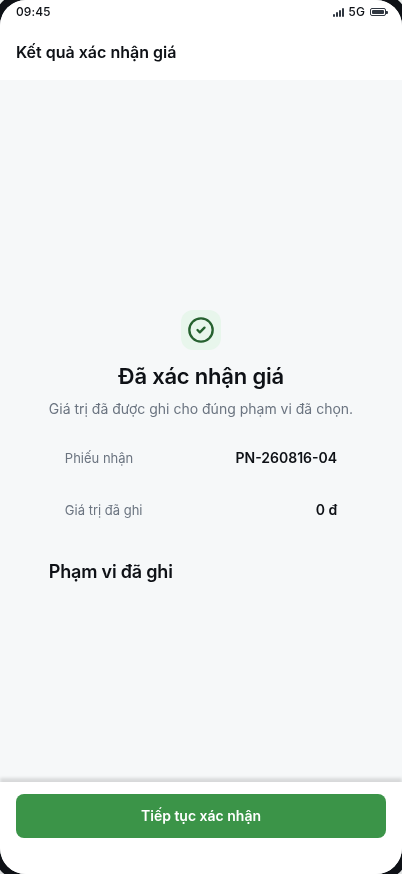 09:45
5G
Kết quả xác nhận giá
Đã xác nhận giá
Giá trị đã được ghi cho đúng phạm vi đã chọn.
Phiếu nhận PN-260816-04
Giá trị đã ghi 0 đ
Phạm vi đã ghi
Tiếp tục xác nhận